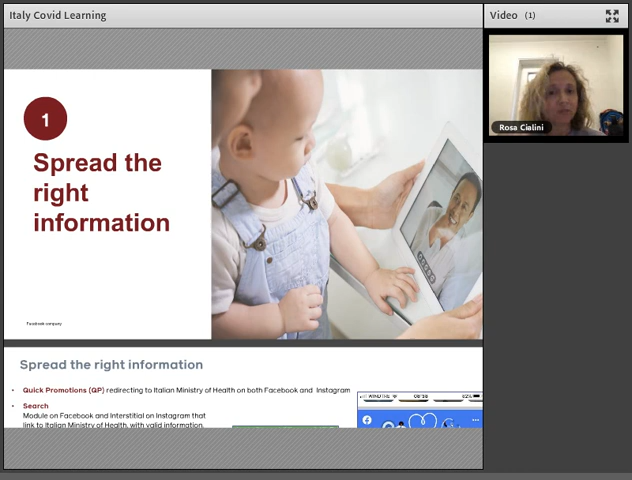 Italy Covid Learning
Video (1)
Rosa Cialini
1
Spread the
right
information
Facebook company
Spread the right information
• Quick Promotions (QP) redirecting to Italian Ministry of Health on both Facebook and Instagram
• Search
Module on Facebook and Interstitial on Instagram that
link to Italian Ministry of Health, with valid information.